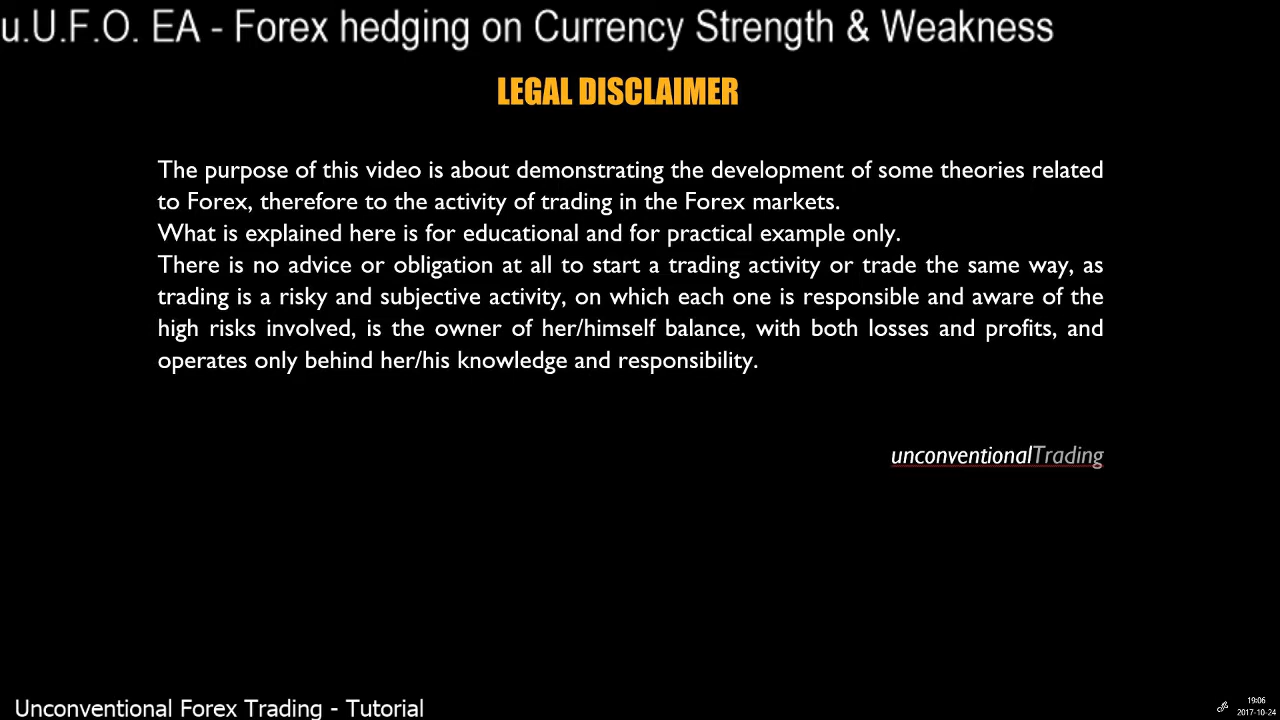 u.U.F.O. EA - Forex hedging on Currency Strength & Weakness
LEGAL DISCLAIMER
The purpose of this video is about demonstrating the development of some theories related
to Forex, therefore to the activity of trading in the Forex markets.
What is explained here is for educational and for practical example only.
There is no advice or obligation at all to start a trading activity or trade the same way, as
trading is a risky and subjective activity, on which each one is responsible and aware of the
high risks involved, is the owner of her/himself balance, with both losses and profits, and
operates only behind her/his knowledge and responsibility.
unconventionalTrading
Unconventional Forex Trading - Tutorial
19:06
2017-10-24